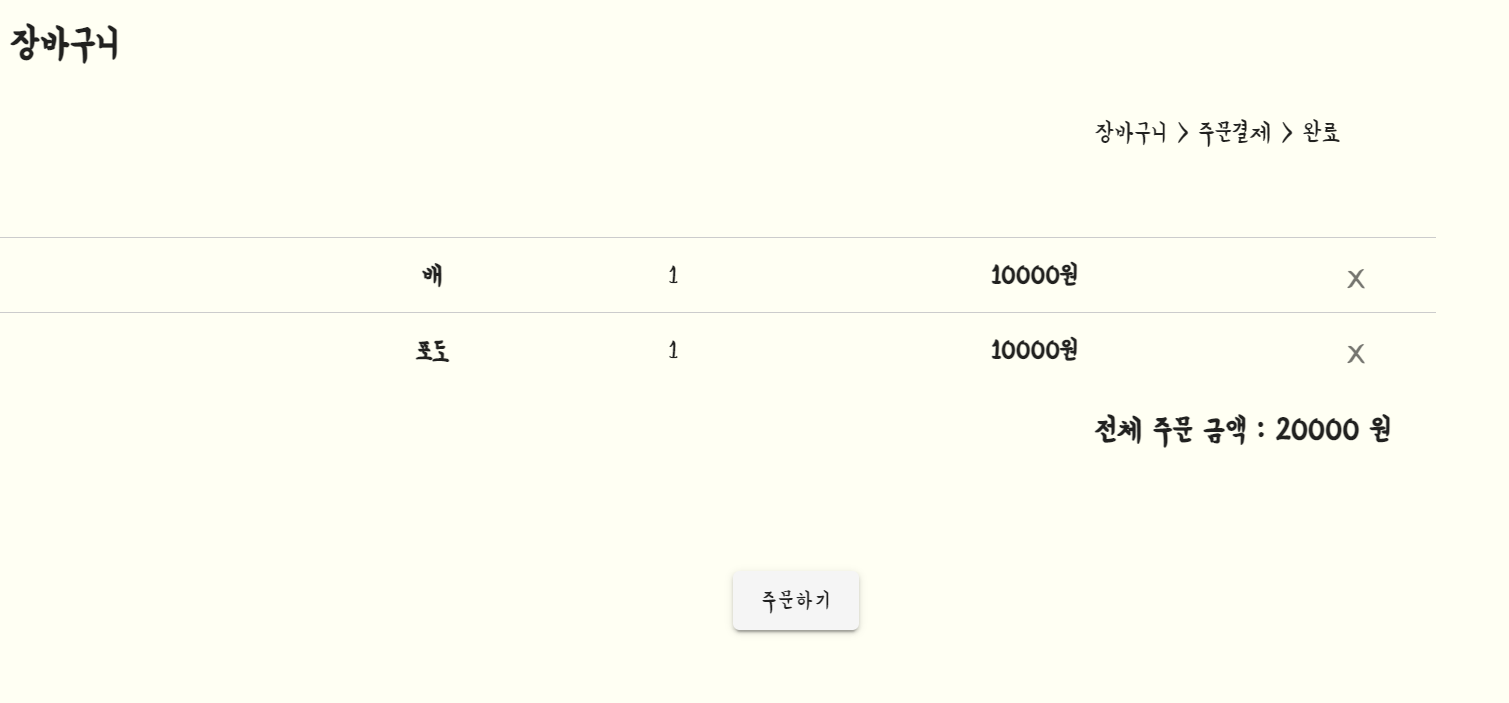 장바구니
장바구니 > 주문결제 > 완료
배 1 10000원 X
포도 1 10000원 X
전체 주문 금액 : 20000 원
주문하기